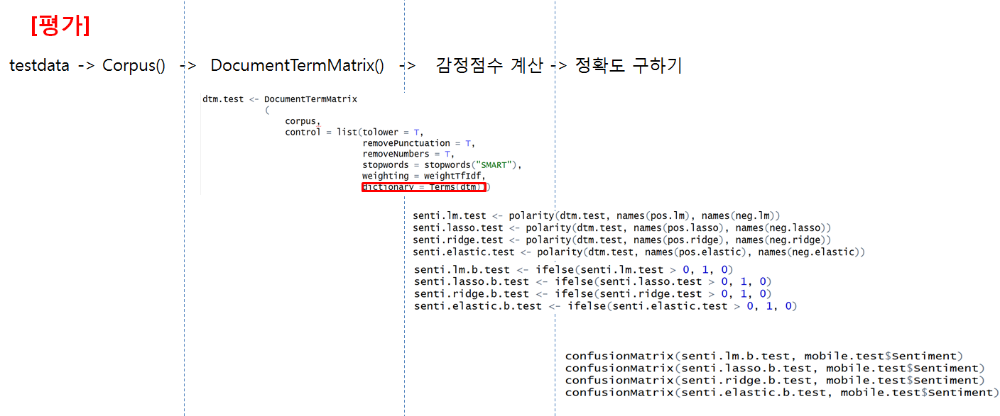 [평가]
testdata -> Corpus() -> DocumentTermMatrix() -> 감정점수 계산 -> 정확도 구하기
dtm.test <- DocumentTermMatrix
(
corpus,
control = list(tolower = T,
removePunctuation = T,
removeNumbers = T,
stopwords = stopwords("SMART"),
weighting = weightTfIdf,
dictionary = Terms(dtm))
senti.lm.test <- polarity(dtm.test, names(pos.lm), names(neg.lm))
senti.lasso.test <- polarity(dtm.test, names(pos.lasso), names(neg.lasso))
senti.ridge.test <- polarity(dtm.test, names(pos.ridge), names(neg.ridge))
senti.elastic.test <- polarity(dtm.test, names(pos.elastic), names(neg.elastic))
senti.lm.b.test <- ifelse(senti.lm.test > 0, 1, 0)
senti.lasso.b.test <- ifelse(senti.lasso.test > 0, 1, 0)
senti.ridge.b.test <- ifelse(senti.ridge.test > 0, 1, 0)
senti.elastic.b.test <- ifelse(senti.elastic.test > 0, 1, 0)
confusionMatrix(senti.lm.b.test, mobile.test$Sentiment)
confusionMatrix(senti.lasso.b.test, mobile.test$Sentiment)
confusionMatrix(senti.ridge.b.test, mobile.test$Sentiment)
confusionMatrix(senti.elastic.b.test, mobile.test$Sentiment)